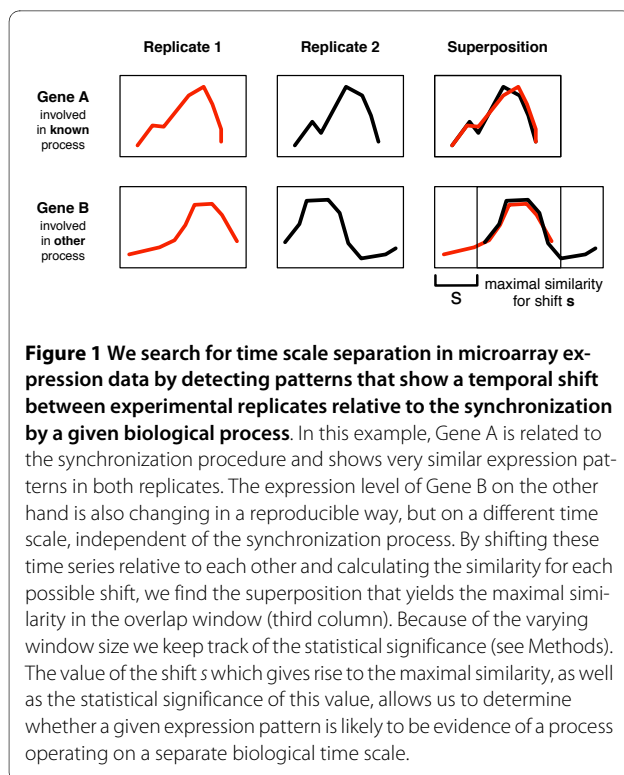 Replicate 1 Replicate 2 Superposition
Gene A
involved
in known
process
Gene B
involved
in other
process
S
maximal similarity
for shift s
Figure 1 We search for time scale separation in microarray ex-
pression data by detecting patterns that show a temporal shift
between experimental replicates relative to the synchronization
by a given biological process. In this example, Gene A is related to
the synchronization procedure and shows very similar expression pat-
terns in both replicates. The expression level of Gene B on the other
hand is also changing in a reproducible way, but on a different time
scale, independent of the synchronization process. By shifting these
time series relative to each other and calculating the similarity for each
possible shift, we find the superposition that yields the maximal simi-
larity in the overlap window (third column). Because of the varying
window size we keep track of the statistical significance (see Methods).
The value of the shift s which gives rise to the maximal similarity, as well
as the statistical significance of this value, allows us to determine
whether a given expression pattern is likely to be evidence of a process
operating on a separate biological time scale.